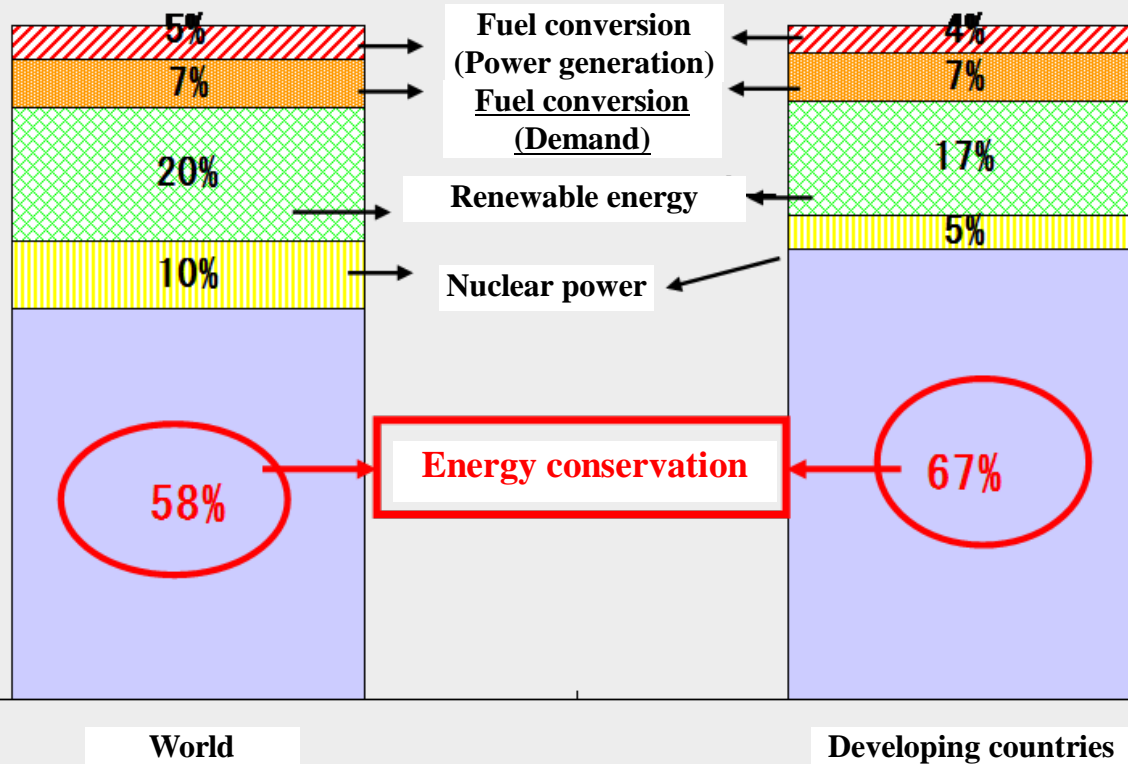 5%
Fuel conversion
4%
(Power generation)
7%
Fuel conversion
7%
(Demand)
20%
17%
Renewable energy
5%
10%
Nuclear power
Energy conservation
58%
67%
World
Developing countries